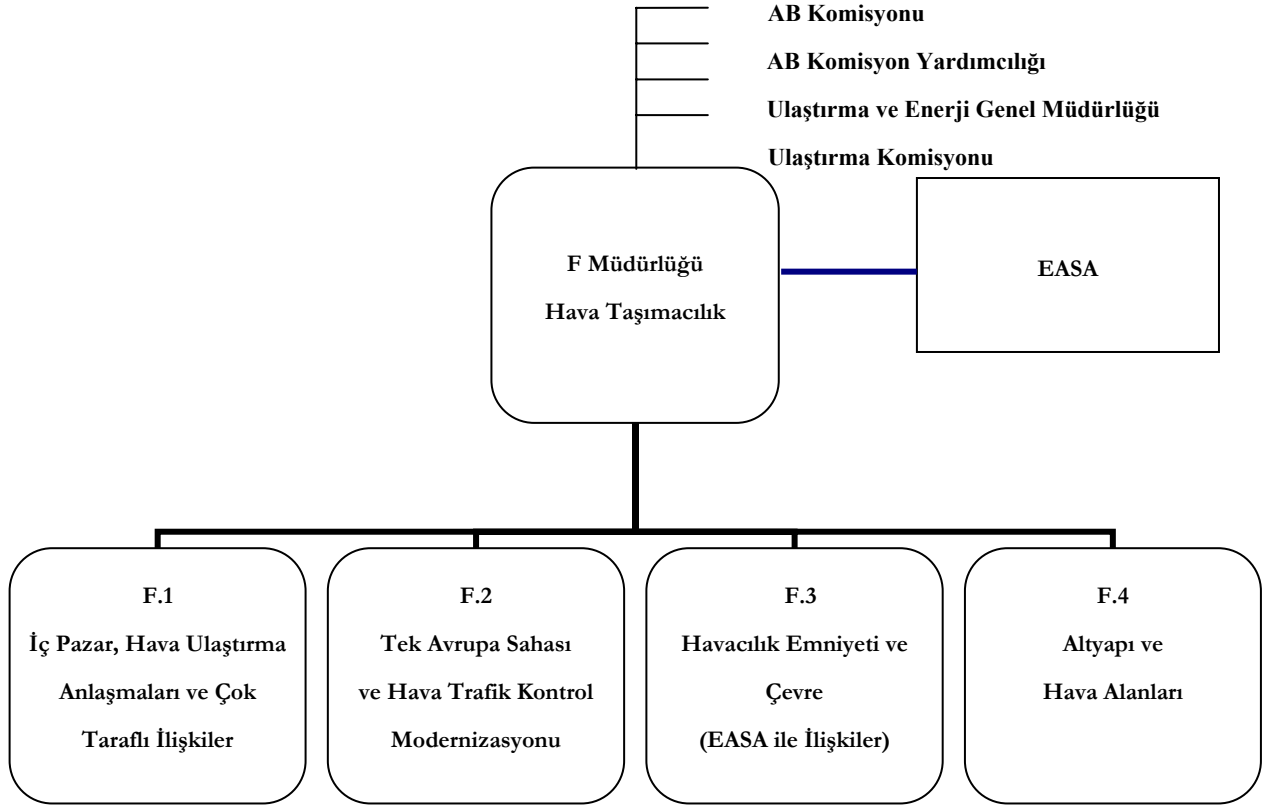 AB Komisyonu
AB Komisyon Yardımcılığı
Ulaştırma ve Enerji Genel Müdürlüğü
Ulaştırma Komisyonu
F Müdürlüğü
Hava Taşımacılık
EASA
F.1
İç Pazar, Hava Ulaştırma
Anlaşmaları ve Çok
Taraflı İlişkiler
F.2
Tek Avrupa Sahası
ve Hava Trafik Kontrol
Modernizasyonu
F.3
Havacılık Emniyeti ve
Çevre
(EASA ile İlişkiler)
F.4
Altyapı ve
Hava Alanları